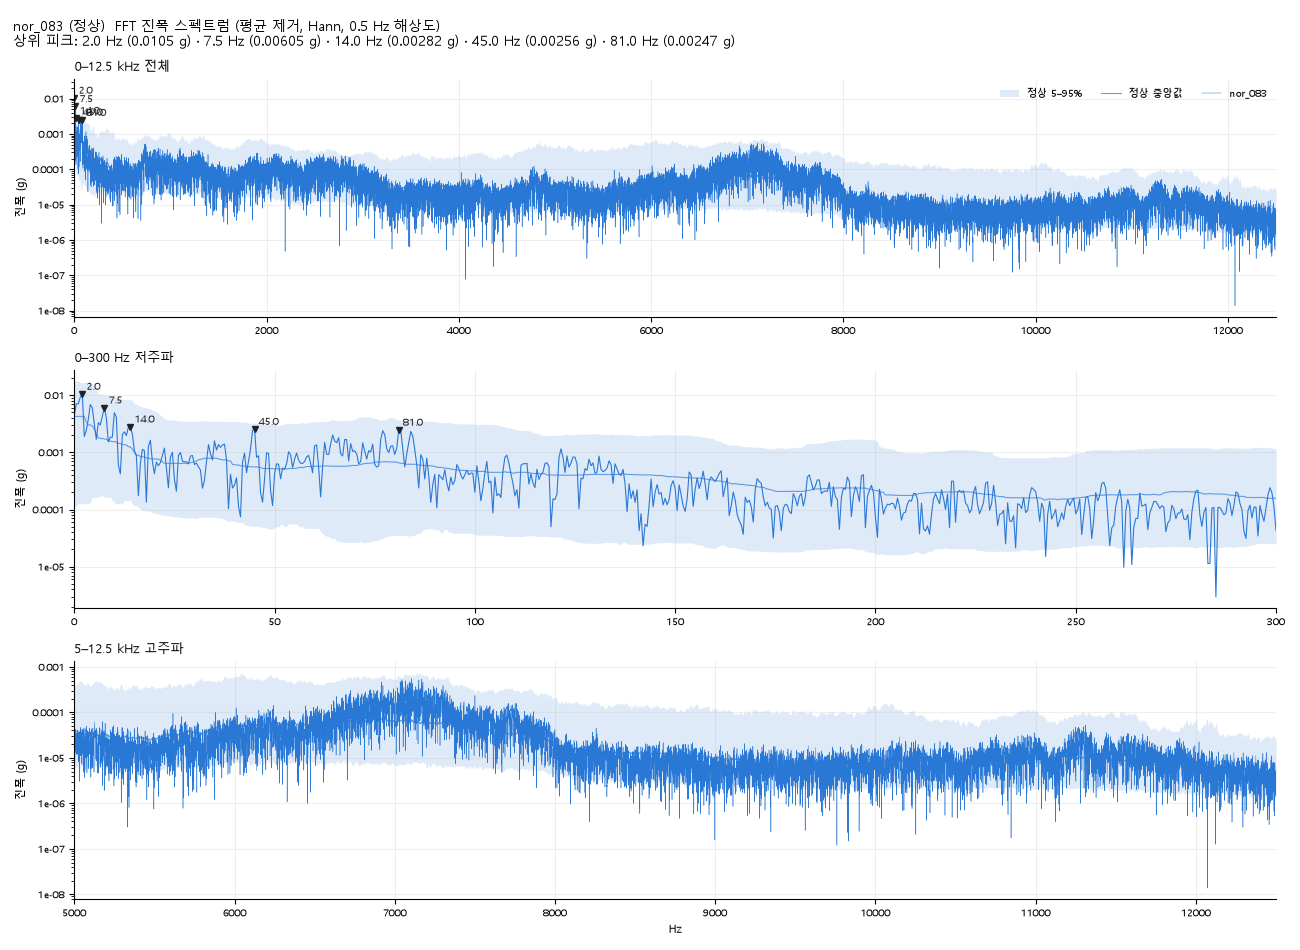 nor_083 (정상)  FFT 진폭 스펙트럼 (평균 제거, Hann, 0.5 Hz 해상도)
상위 피크: 2.0 Hz (0.0105 g) · 7.5 Hz (0.00605 g) · 14.0 Hz (0.00282 g) · 45.0 Hz (0.00256 g) · 81.0 Hz (0.00247 g)
0–12.5 kHz 전체
정상 5–95%
정상 중앙값
nor_083
2.0
7.5
진폭 (g)
0.01
0.001
0.0001
1e-05
1e-06
1e-07
1e-08
0
2000
4000
6000
8000
10000
12000
0–300 Hz 저주파
2.0
7.5
14.0
45.0
81.0
진폭 (g)
0.01
0.001
0.0001
1e-05
0
50
100
150
200
250
300
5–12.5 kHz 고주파
진폭 (g)
0.001
0.0001
1e-05
1e-06
1e-07
1e-08
5000
6000
7000
8000
9000
10000
11000
12000
Hz